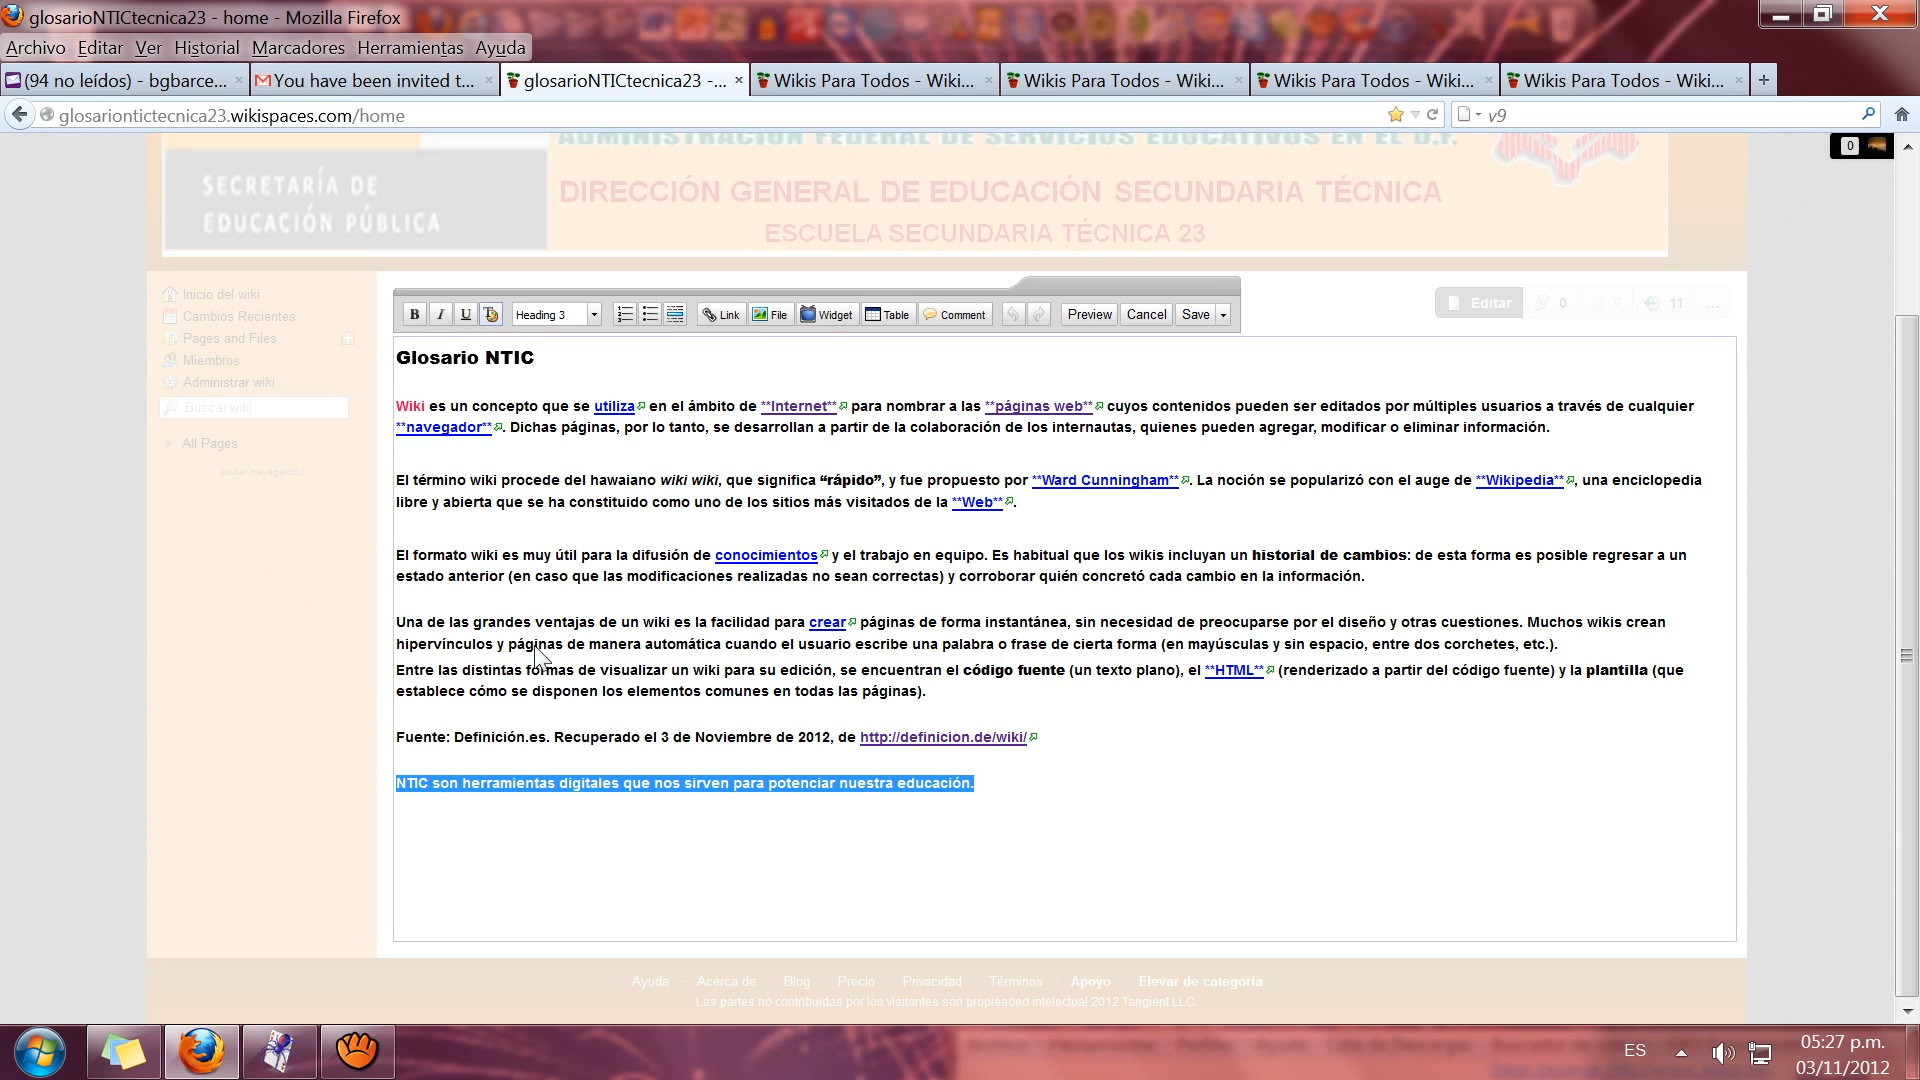 glosarioNTICtecnica23 - home - Mozilla Firefox
Archivo Editar Ver Historial Marcadores Herramientas Ayuda
(94 no leídos) - bgbarce... You have been invited t... glosarioNTICtecnica23 -... Wikis Para Todos - Wiki... Wikis Para Todos - Wiki... Wikis Para Todos - Wiki... Wikis Para Todos - Wiki...
glosariontictecnica23.wikispaces.com/home v9
ADMINISTRACIÓN FEDERAL DE SERVICIOS EDUCATIVOS EN EL D.F.
0
SECRETARÍA DE
EDUCACIÓN PÚBLICA
DIRECCIÓN GENERAL DE EDUCACIÓN SECUNDARIA TÉCNICA
ESCUELA SECUNDARIA TÉCNICA 23
Inicio del wiki
Cambios Recientes
Pages and Files
Miembros
Administrar wiki
Buscar wiki
All Pages
editar navegación
B I U Heading 3 Link File Widget Table Comment Preview Cancel Save
Editar 0 0 11 ...
Glosario NTIC
Wiki es un concepto que se utiliza en el ámbito de **Internet** para nombrar a las **páginas web** cuyos contenidos pueden ser editados por múltiples usuarios a través de cualquier
**navegador**. Dichas páginas, por lo tanto, se desarrollan a partir de la colaboración de los internautas, quienes pueden agregar, modificar o eliminar información.
El término wiki procede del hawaiano wiki wiki, que significa “rápido”, y fue propuesto por **Ward Cunningham**. La noción se popularizó con el auge de **Wikipedia**, una enciclopedia
libre y abierta que se ha constituido como uno de los sitios más visitados de la **Web**.
El formato wiki es muy útil para la difusión de conocimientos y el trabajo en equipo. Es habitual que los wikis incluyan un historial de cambios: de esta forma es posible regresar a un
estado anterior (en caso que las modificaciones realizadas no sean correctas) y corroborar quién concretó cada cambio en la información.
Una de las grandes ventajas de un wiki es la facilidad para crear páginas de forma instantánea, sin necesidad de preocuparse por el diseño y otras cuestiones. Muchos wikis crean
hipervínculos y páginas de manera automática cuando el usuario escribe una palabra o frase de cierta forma (en mayúsculas y sin espacio, entre dos corchetes, etc.).
Entre las distintas formas de visualizar un wiki para su edición, se encuentran el código fuente (un texto plano), el **HTML** (renderizado a partir del código fuente) y la plantilla (que
establece cómo se disponen los elementos comunes en todas las páginas).
Fuente: Definición.es. Recuperado el 3 de Noviembre de 2012, de http://definicion.de/wiki/
NTIC son herramientas digitales que nos sirven para potenciar nuestra educación.
Ayuda · Acerca de · Blog · Precio · Privacidad · Términos · Apoyo · Elevar de categoría
Las partes no contribuidas por los visitantes son propieaded intelectual 2012 Tangient LLC.
ES
05:27 p.m.
03/11/2012